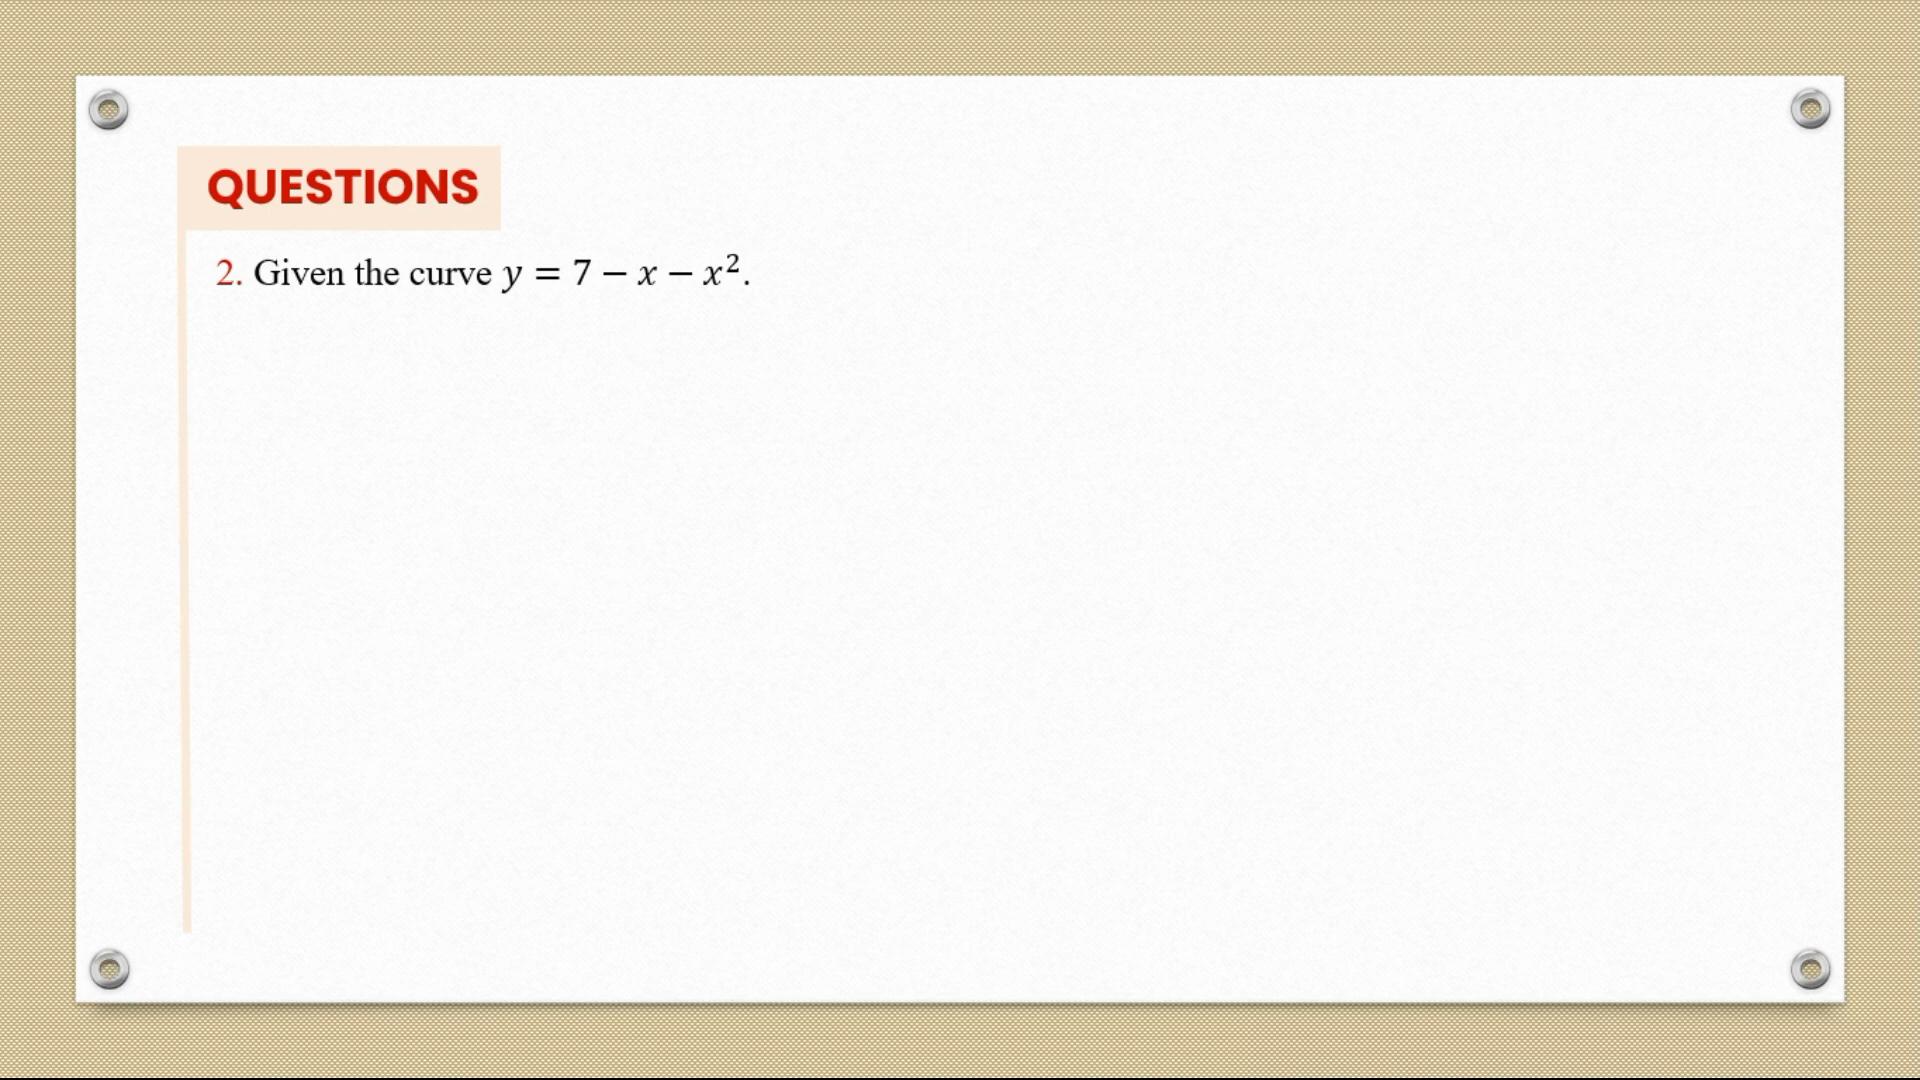 QUESTIONS
2. Given the curve y = 7 − x − x².